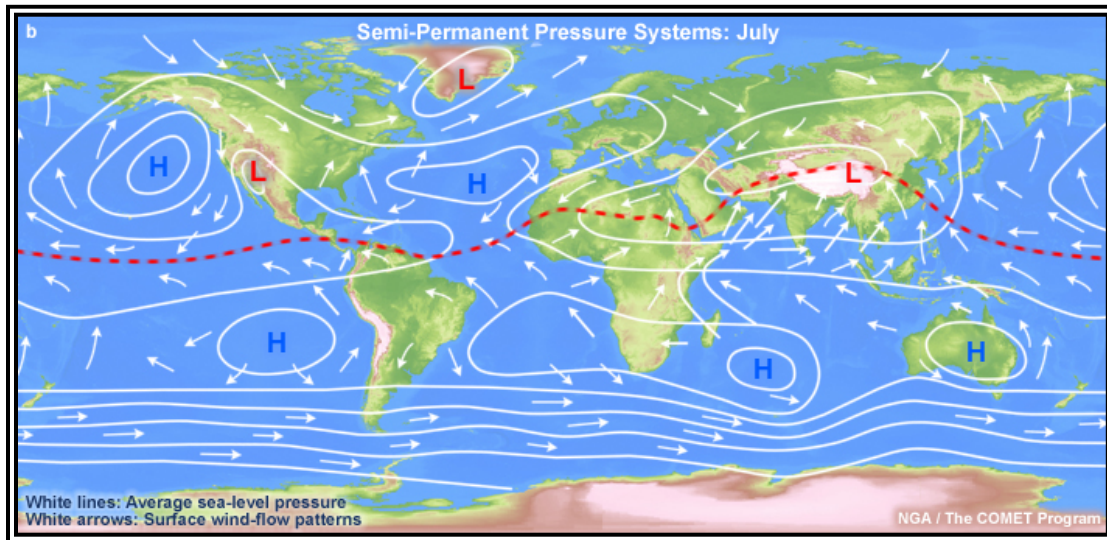 b
Semi-Permanent Pressure Systems: July
L
H
L
H
L
H
H
H
White lines: Average sea-level pressure
White arrows: Surface wind-flow patterns
NGA / The COMET Program